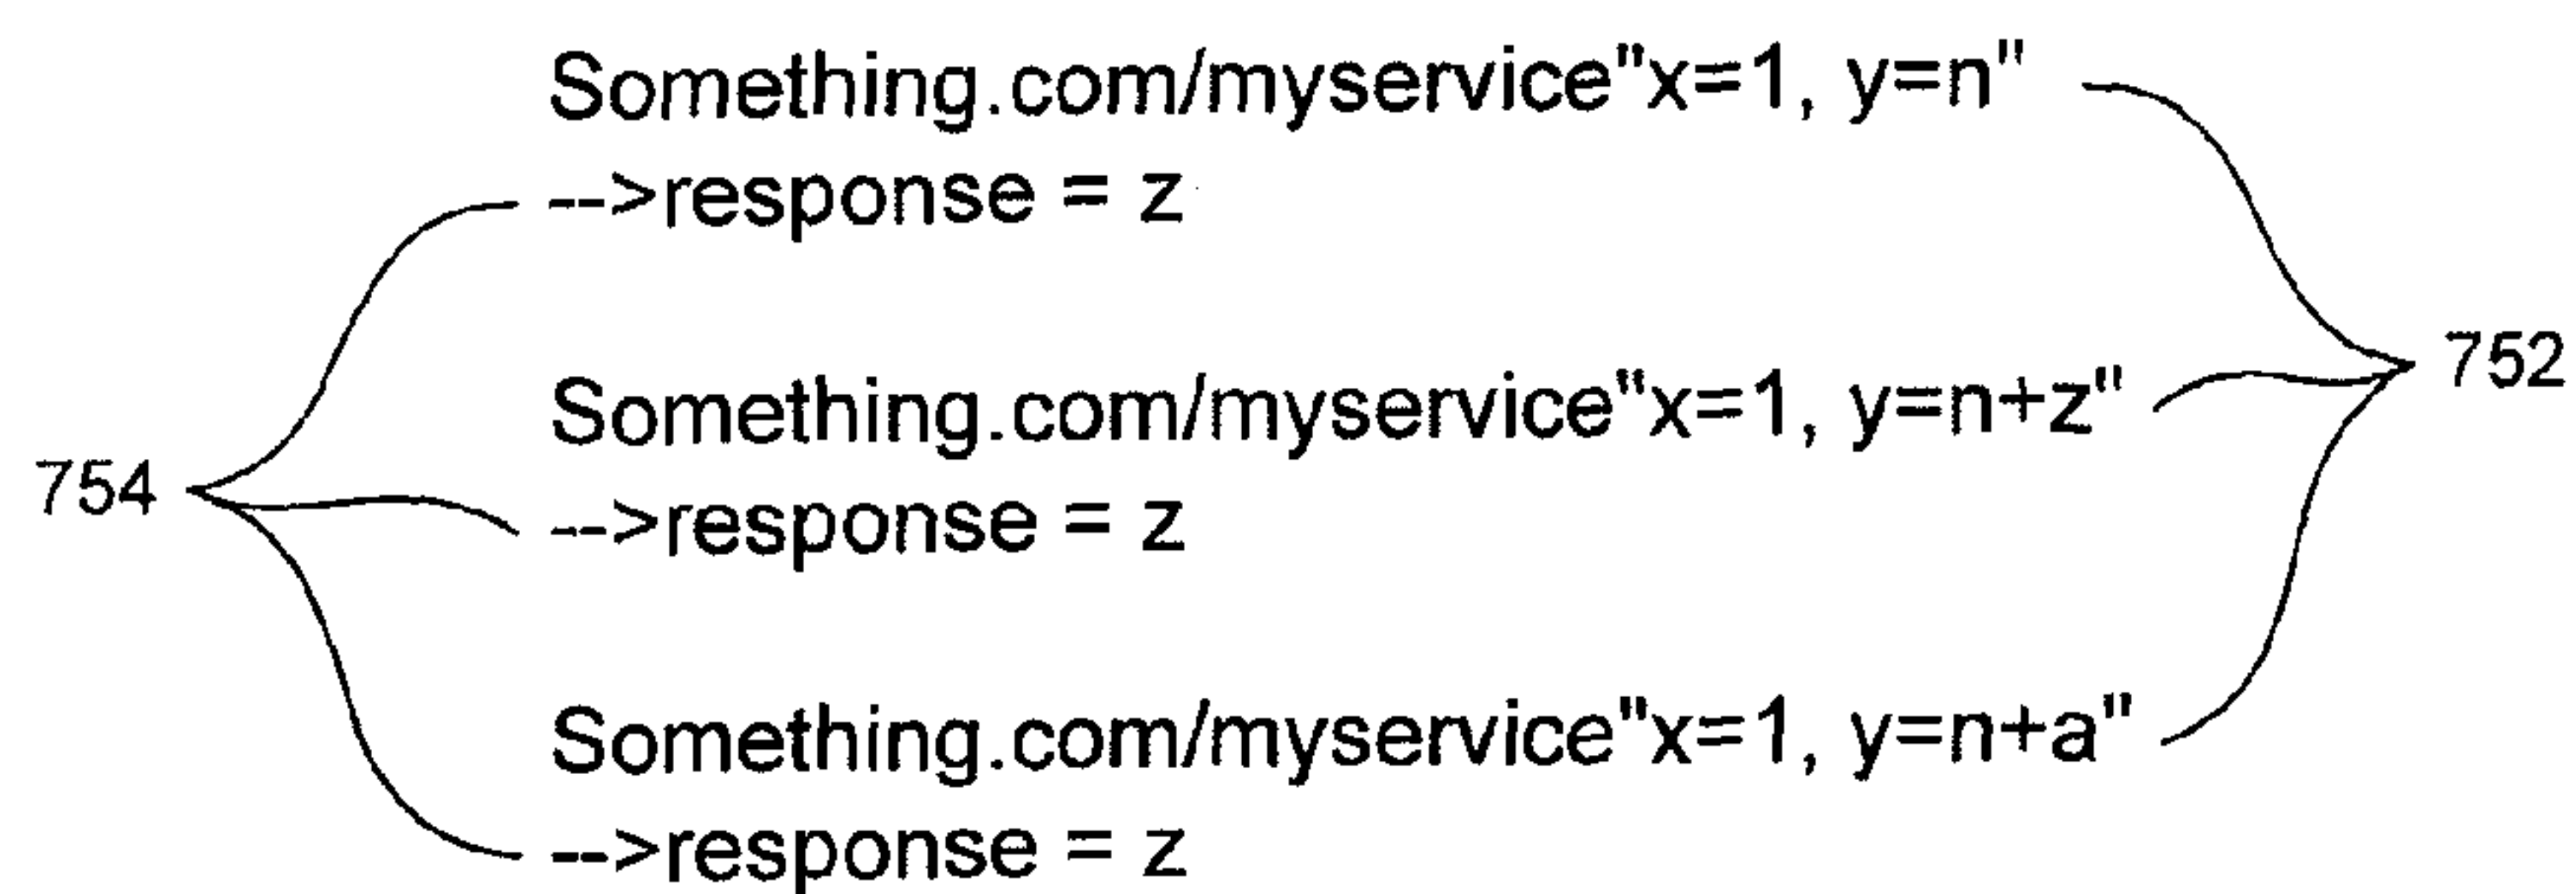 Something.com/myservice"x=1, y=n"
-->response = z
752
Something.com/myservice"x=1, y=n+z"
754
-->response = z
Something.com/myservice"x=1, y=n+a"
-->response = z